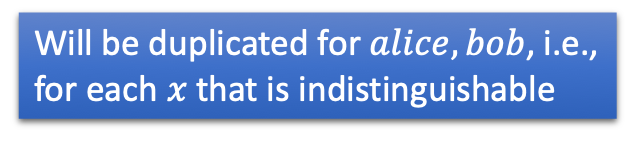 Will be duplicated for alice, bob, i.e.,
for each x that is indistinguishable